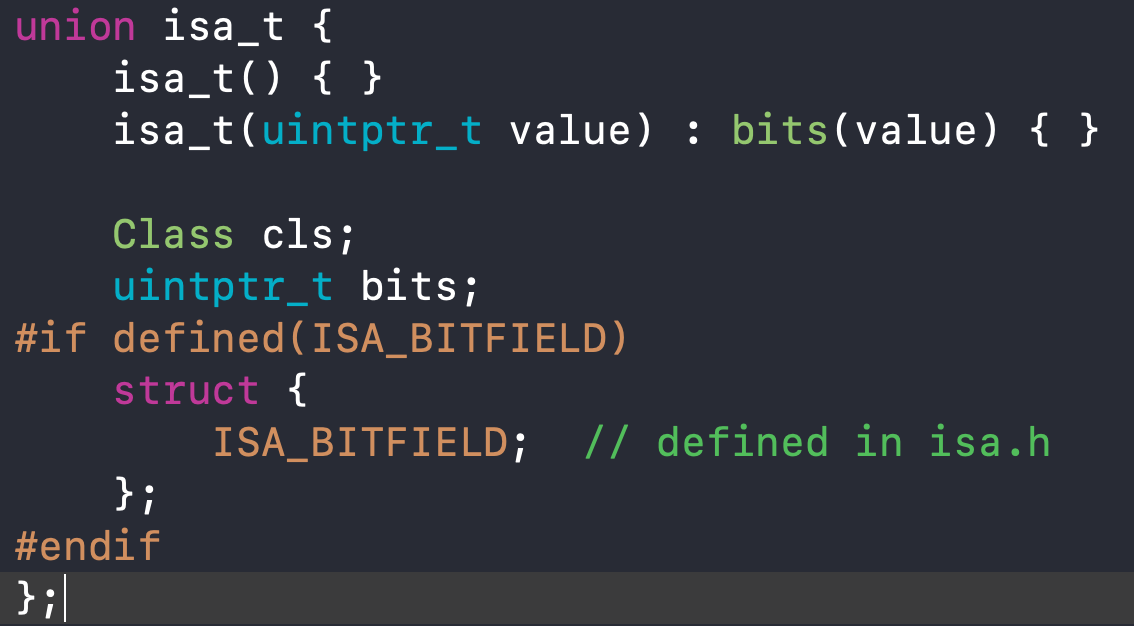 union isa_t {
    isa_t() { }
    isa_t(uintptr_t value) : bits(value) { }

    Class cls;
    uintptr_t bits;
#if defined(ISA_BITFIELD)
    struct {
        ISA_BITFIELD;  // defined in isa.h
    };
#endif
};